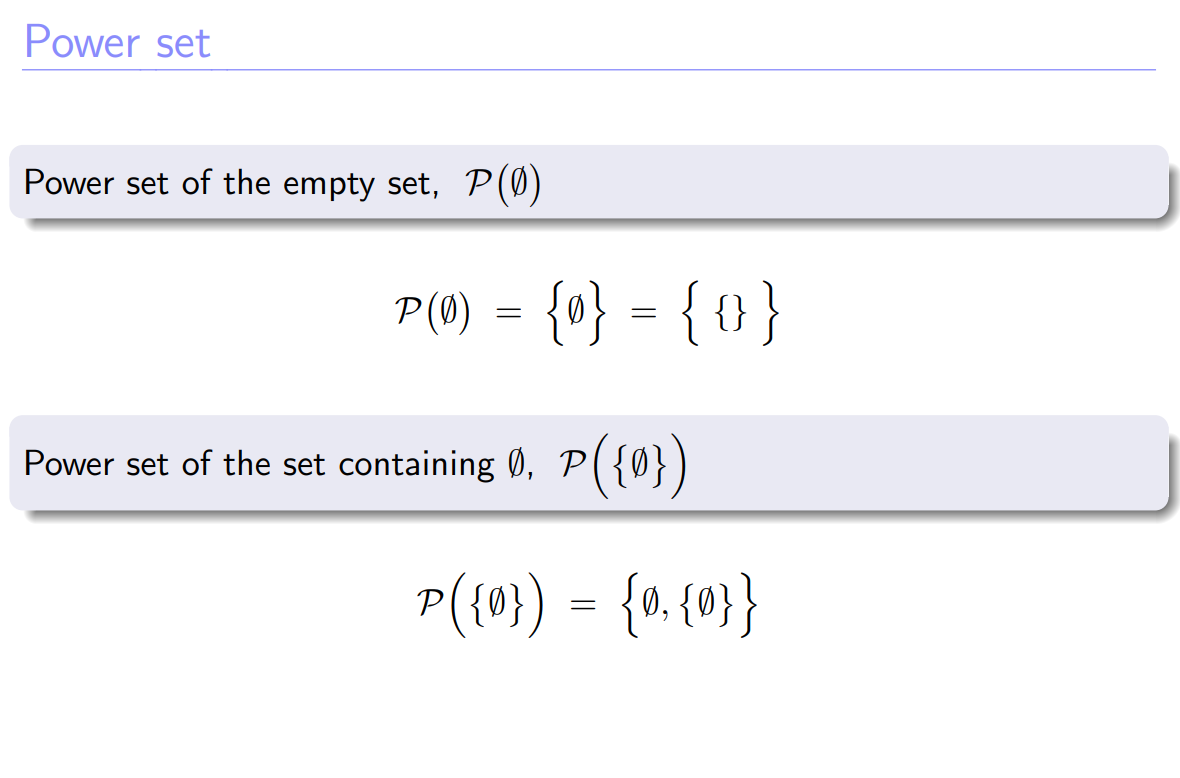 Power set
Power set of the empty set, 𝒫(∅)
𝒫(∅) = {∅} = { {} }
Power set of the set containing ∅, 𝒫({∅})
𝒫({∅}) = {∅, {∅}}